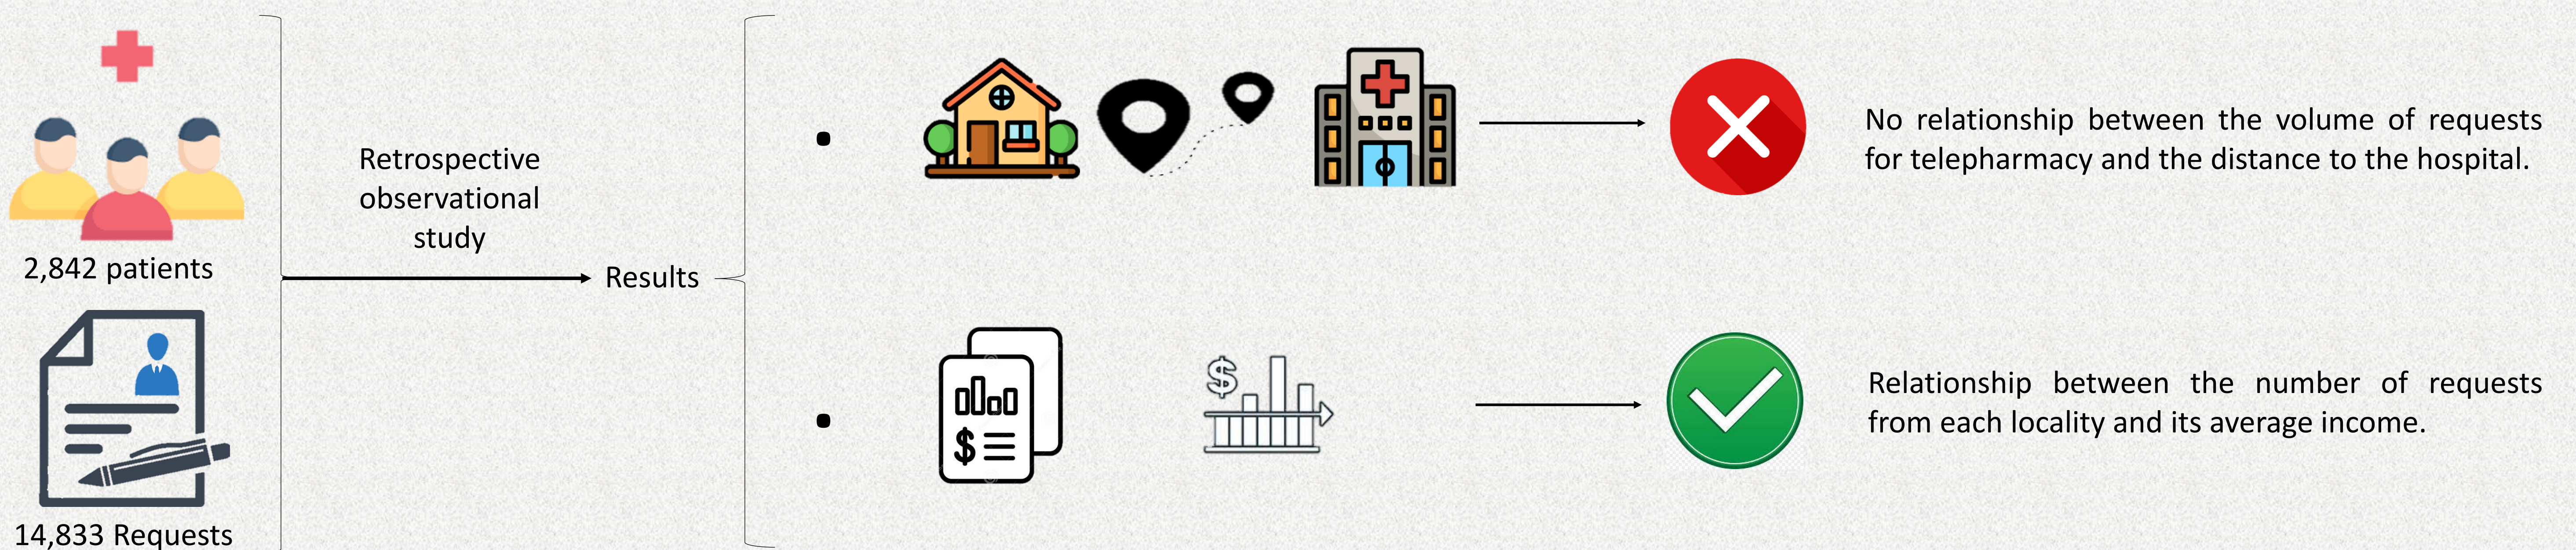 2,842 patients
14,833 Requests
Retrospective
observational
study
Results
No relationship between the volume of requests
for telepharmacy and the distance to the hospital.
$
$
Relationship between the number of requests
from each locality and its average income.